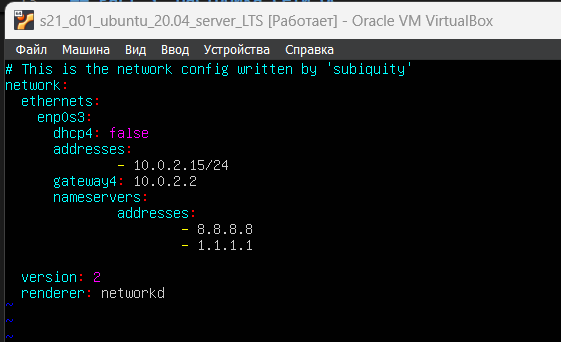 s21_d01_ubuntu_20.04_server_LTS [Работает] - Oracle VM VirtualBox
Файл Машина Вид Ввод Устройства Справка
# This is the network config written by 'subiquity'
network:
  ethernets:
    enp0s3:
      dhcp4: false
      addresses:
              - 10.0.2.15/24
      gateway4: 10.0.2.2
      nameservers:
              addresses:
                      - 8.8.8.8
                      - 1.1.1.1

  version: 2
  renderer: networkd
~
~
~